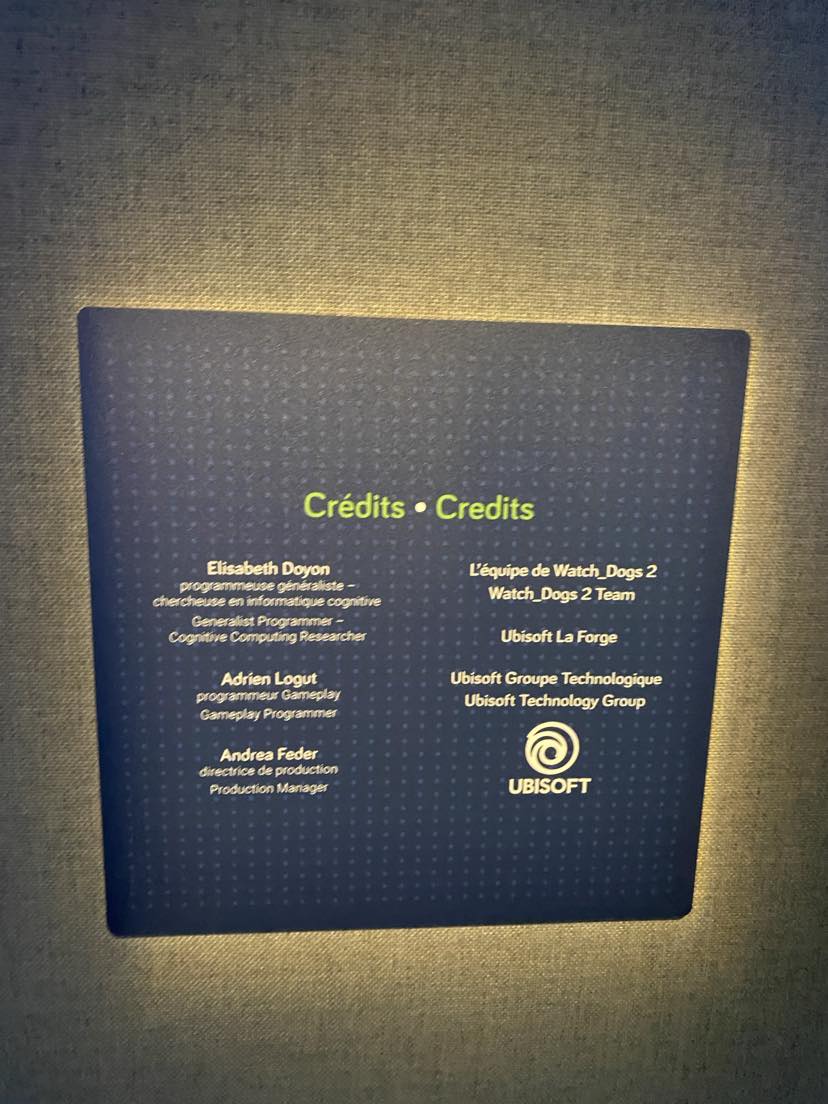 Crédits • Credits
Elisabeth Doyon
programmeuse généraliste –
chercheuse en informatique cognitive
Generalist Programmer –
Cognitive Computing Researcher
Adrien Logut
programmeur Gameplay
Gameplay Programmer
Andrea Feder
directrice de production
Production Manager
L'équipe de Watch_Dogs 2
Watch_Dogs 2 Team
Ubisoft La Forge
Ubisoft Groupe Technologique
Ubisoft Technology Group
UBISOFT